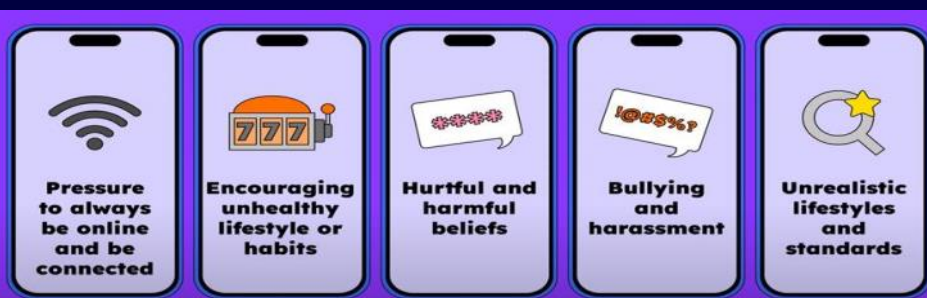 Pressure
to always
be online
and be
connected
777
Encouraging
unhealthy
lifestyle or
habits
****
Hurtful and
harmful
beliefs
!@#$%?
Bullying
and
harassment
Unrealistic
lifestyles
and
standards